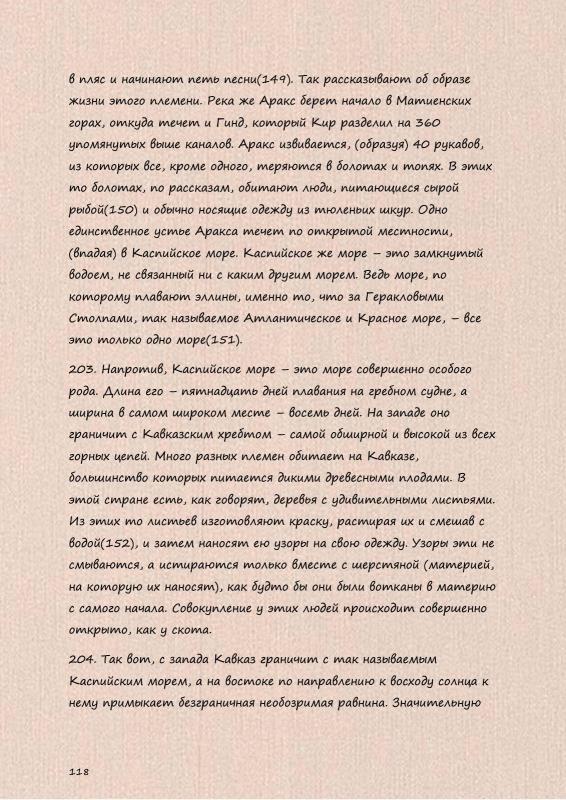 в пляс и начинают петь песни(149). Так рассказывают об образе
жизни этого племени. Река же Аракс берет начало в Матиенских
горах, откуда течет и Гинд, который Кир разделил на 360
упомянутых выше каналов. Аракс извивается, (образуя) 40 рукавов,
из которых все, кроме одного, теряются в болотах и топях. В этих
то болотах, по рассказам, обитают люди, питающиеся сырой
рыбой(150) и обычно носящие одежду из тюленьих шкур. Одно
единственное устье Аракса течет по открытой местности,
(впадая) в Каспийское море. Каспийское же море – это замкнутый
водоем, не связанный ни с каким другим морем. Ведь море, по
которому плавают эллины, именно то, что за Геракловыми
Столпами, так называемое Атлантическое и Красное море, – все
это только одно море(151).
203. Напротив, Каспийское море – это море совершенно особого
рода. Длина его – пятнадцать дней плавания на гребном судне, а
ширина в самом широком месте – восемь дней. На западе оно
граничит с Кавказским хребтом – самой обширной и высокой из всех
горных цепей. Много разных племен обитает на Кавказе,
большинство которых питается дикими древесными плодами. В
этой стране есть, как говорят, деревья с удивительными листьями.
Из этих то листьев изготовляют краску, растирая их и смешав с
водой(152), и затем наносят ею узоры на свою одежду. Узоры эти не
смываются, а истираются только вместе с шерстяной (материей,
на которую их наносят), как будто бы они были вотканы в материю
с самого начала. Совокупление у этих людей происходит совершенно
открыто, как у скота.
204. Так вот, с запада Кавказ граничит с так называемым
Каспийским морем, а на востоке по направлению к восходу солнца к
нему примыкает безграничная необозримая равнина. Значительную
118